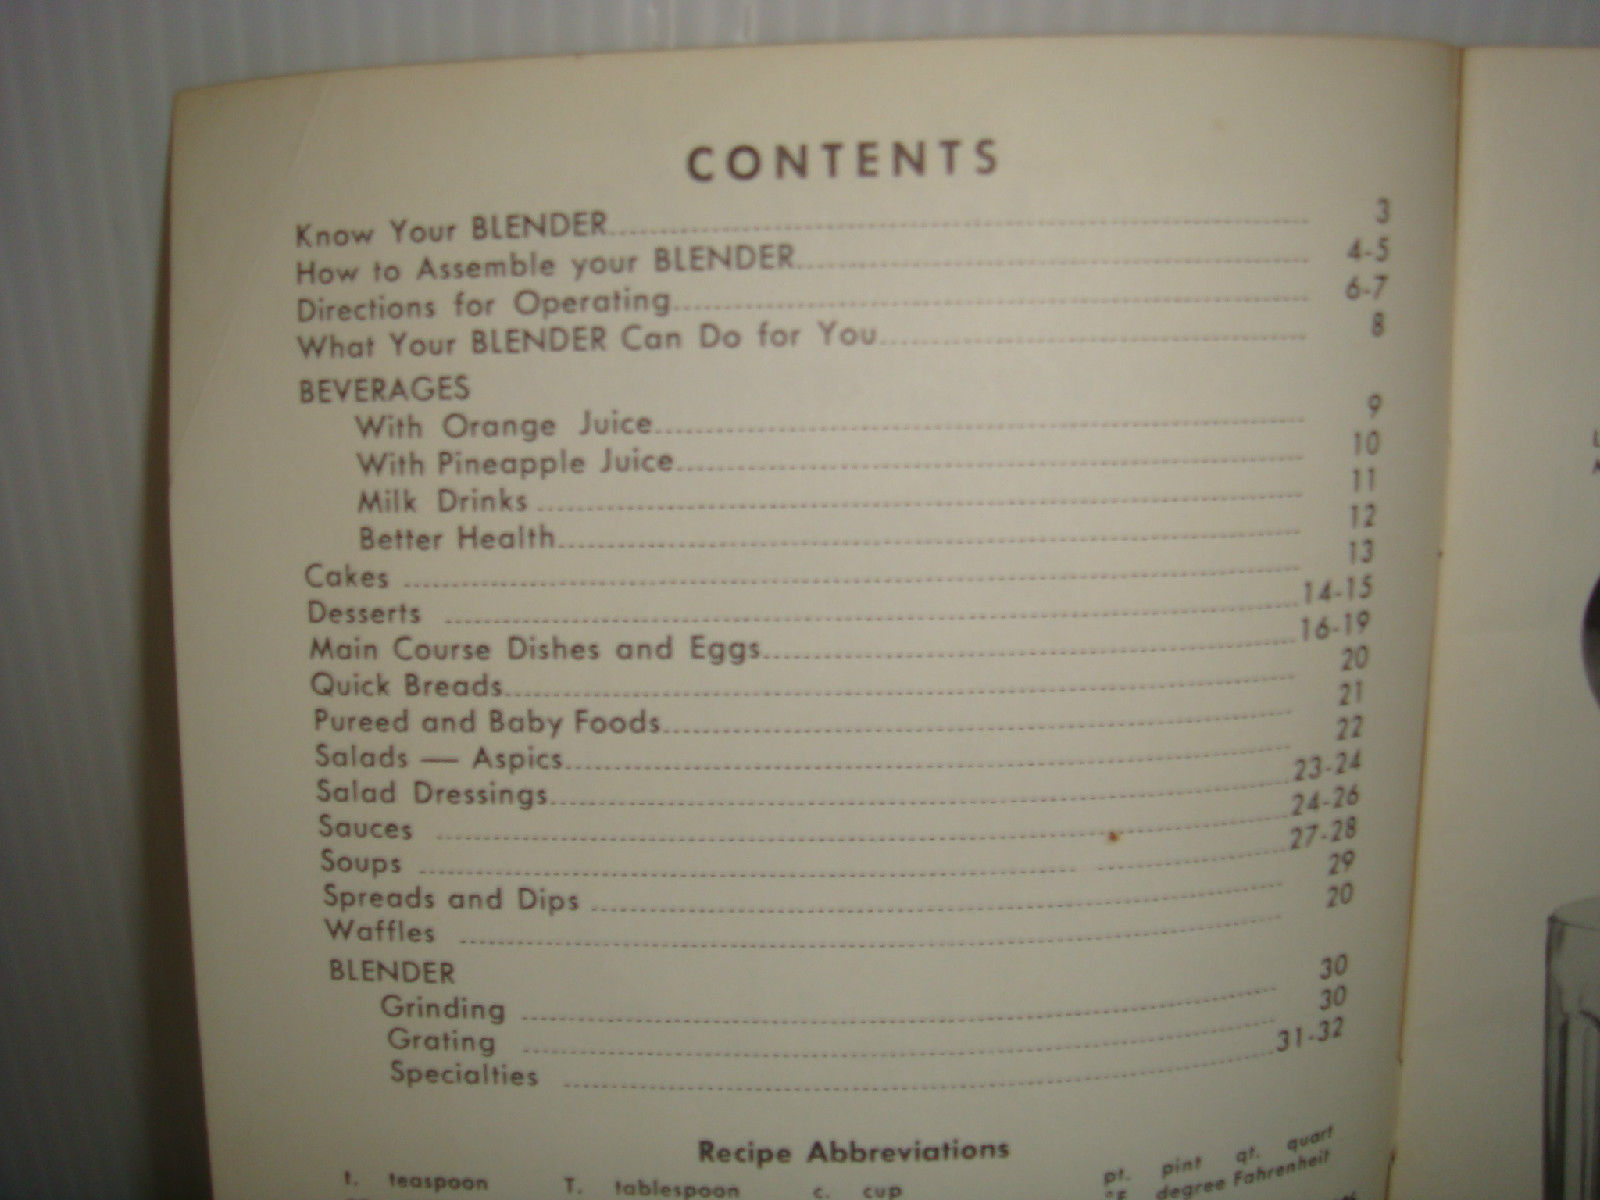 CONTENTS
Know Your BLENDER 3
How to Assemble your BLENDER 4-5
Directions for Operating 6-7
What Your BLENDER Can Do for You 8
BEVERAGES
With Orange Juice 9
With Pineapple Juice 10
Milk Drinks 11
Better Health 12
Cakes 13
Desserts 14-15
Main Course Dishes and Eggs 16-19
Quick Breads 20
Pureed and Baby Foods 21
Salads — Aspics 22
Salad Dressings 23-24
Sauces 24-26
Soups 27-28
Spreads and Dips 29
Waffles 20
BLENDER
Grinding 30
Grating 30
Specialties 31-32
Recipe Abbreviations
t. teaspoon T. tablespoon c. cup pt. pint qt. quart
°F degree Fahrenheit